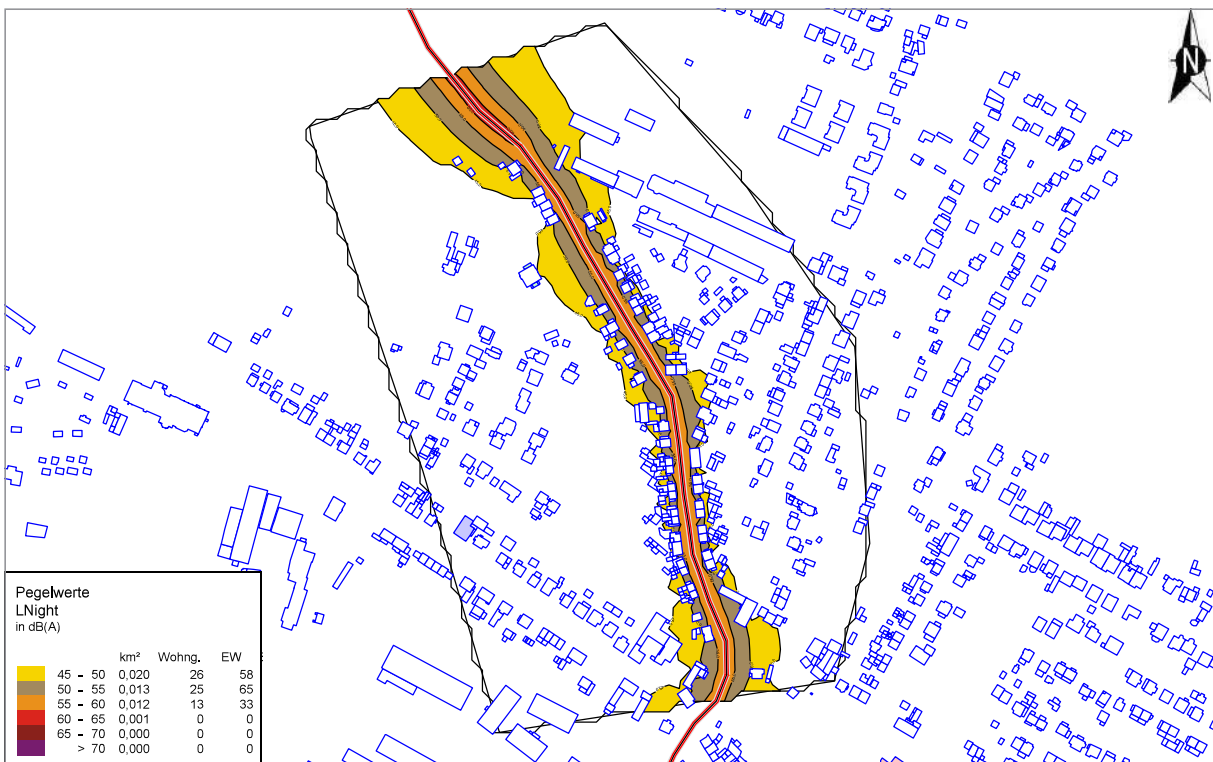 N
Pegelwerte
LNight
in dB(A)
km² Wohng. EW
45 - 50 0,020 26 58
50 - 55 0,013 25 65
55 - 60 0,012 13 33
60 - 65 0,001 0 0
65 - 70 0,000 0 0
> 70 0,000 0 0